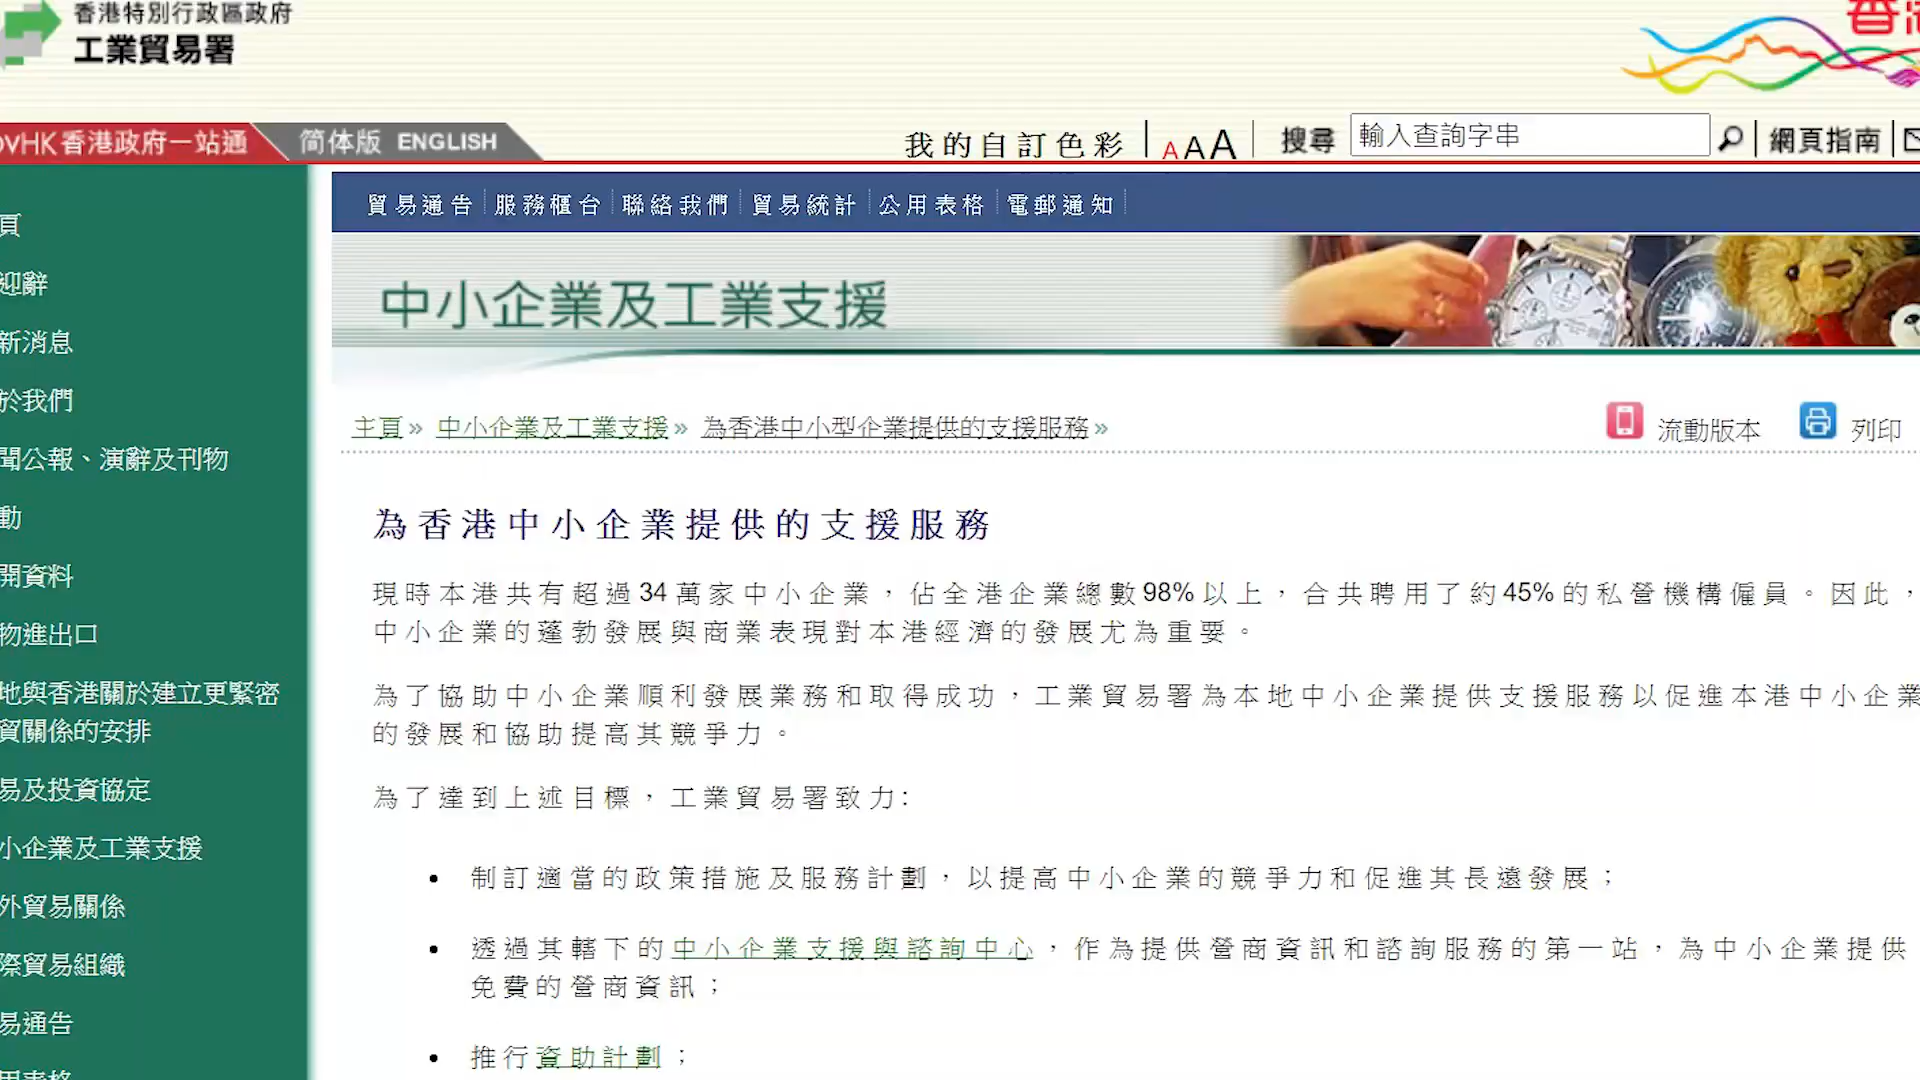 香港特別行政區政府
工業貿易署
香港
ovHK香港政府一站通 简体版 ENGLISH
我的自訂色彩 A A A 搜尋 輸入查詢字串 網頁指南
貿易通告 服務櫃台 聯絡我們 貿易統計 公用表格 電郵通知
頁
迎辭
新消息
於我們
聞公報、演辭及刊物
動
開資料
物進出口
地與香港關於建立更緊密
貿關係的安排
易及投資協定
小企業及工業支援
外貿易關係
際貿易組織
易通告
用表格
中小企業及工業支援
主頁» 中小企業及工業支援» 為香港中小型企業提供的支援服務»
流動版本 列印
為香港中小企業提供的支援服務
現時本港共有超過34萬家中小企業，佔全港企業總數98%以上，合共聘用了約45%的私營機構僱員。因此，
中小企業的蓬勃發展與商業表現對本港經濟的發展尤為重要。
為了協助中小企業順利發展業務和取得成功，工業貿易署為本地中小企業提供支援服務以促進本港中小企業
的發展和協助提高其競爭力。
為了達到上述目標，工業貿易署致力:
• 制訂適當的政策措施及服務計劃，以提高中小企業的競爭力和促進其長遠發展；
• 透過其轄下的中小企業支援與諮詢中心，作為提供營商資訊和諮詢服務的第一站，為中小企業提供
免費的營商資訊；
• 推行資助計劃；